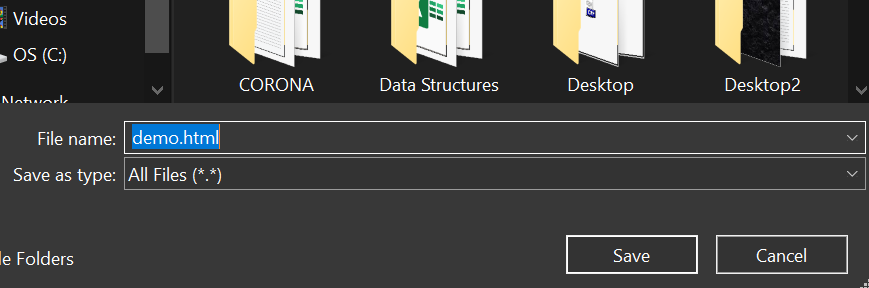 Videos
OS (C:)
Network
CORONA
Data Structures
Desktop
Desktop2
File name:
demo.html
Save as type:
All Files (*.*)
Folders
Save
Cancel